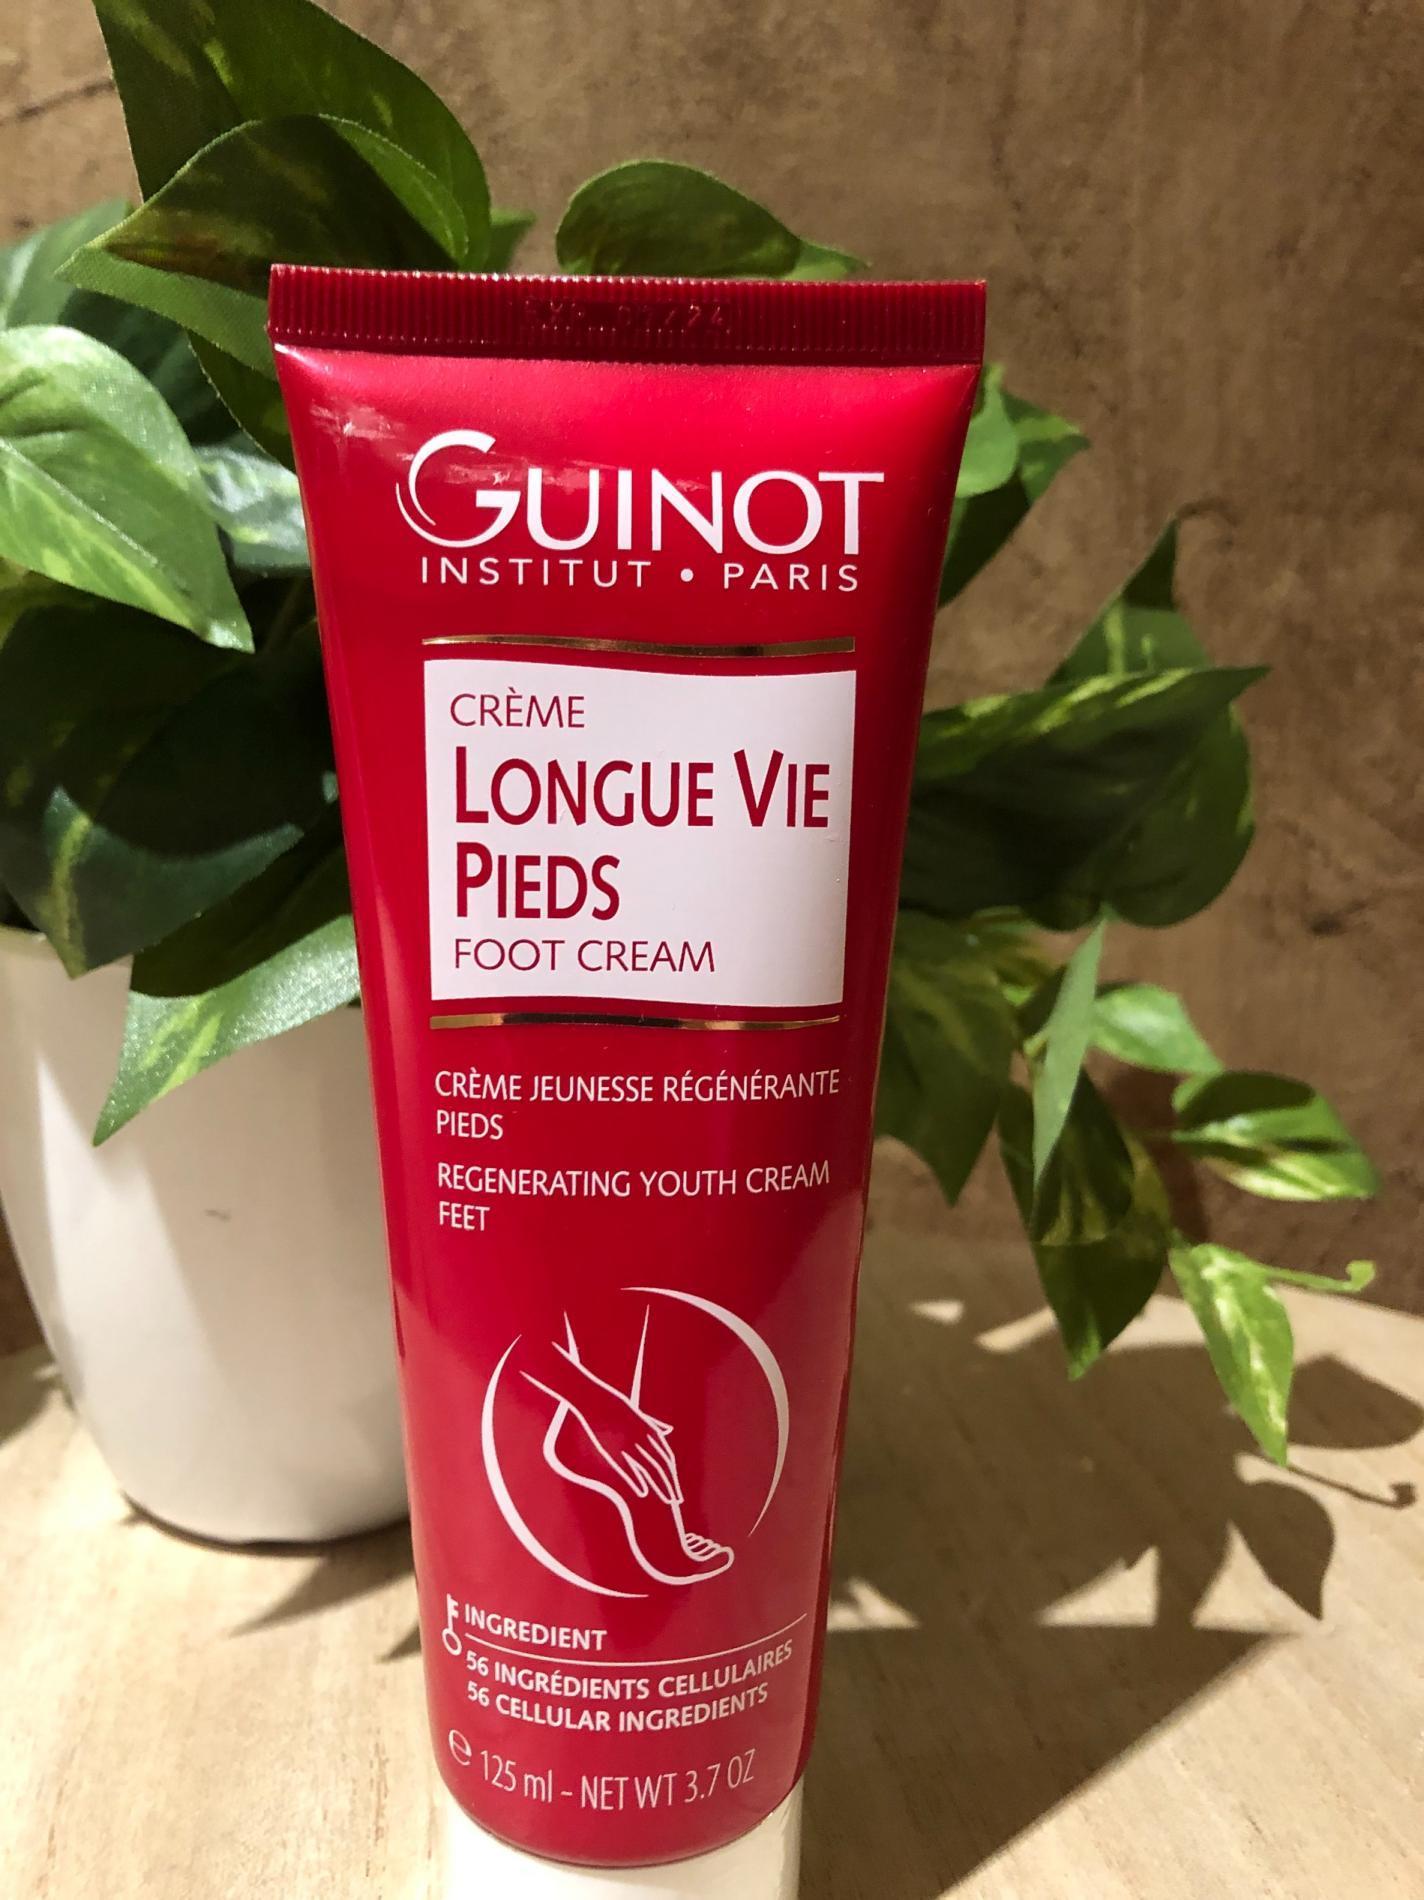 GUINOT
INSTITUT • PARIS
CRÈME
LONGUE VIE
PIEDS
FOOT CREAM
CRÈME JEUNESSE RÉGÉNÉRANTE
PIEDS
REGENERATING YOUTH CREAM
FEET
INGREDIENT
56 INGRÉDIENTS CELLULAIRES
56 CELLULAR INGREDIENTS
℮ 125 ml - NET WT 3.7 OZ